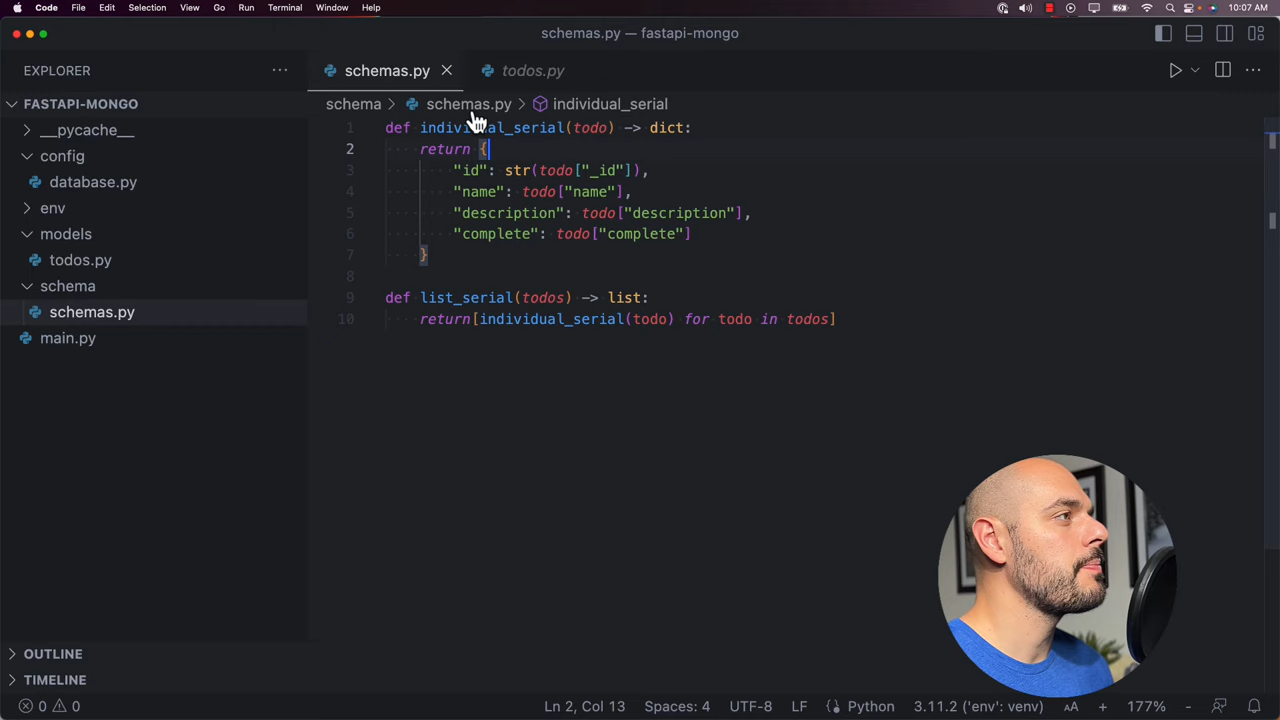 Code File Edit Selection View Go Run Terminal Window Help 10:07 AM
schemas.py — fastapi-mongo
EXPLORER
FASTAPI-MONGO
__pycache__
config
database.py
env
models
todos.py
schema
schemas.py
main.py
OUTLINE
TIMELINE
schemas.py todos.py
schema > schemas.py > individual_serial
1 def individual_serial(todo) -> dict:
2 return {
3 "id": str(todo["_id"]),
4 "name": todo["name"],
5 "description": todo["description"],
6 "complete": todo["complete"]
7 }
8
9 def list_serial(todos) -> list:
10 return[individual_serial(todo) for todo in todos]
0 0 Ln 2, Col 13 Spaces: 4 UTF-8 LF Python 3.11.2 ('env': venv) AA + 177% -